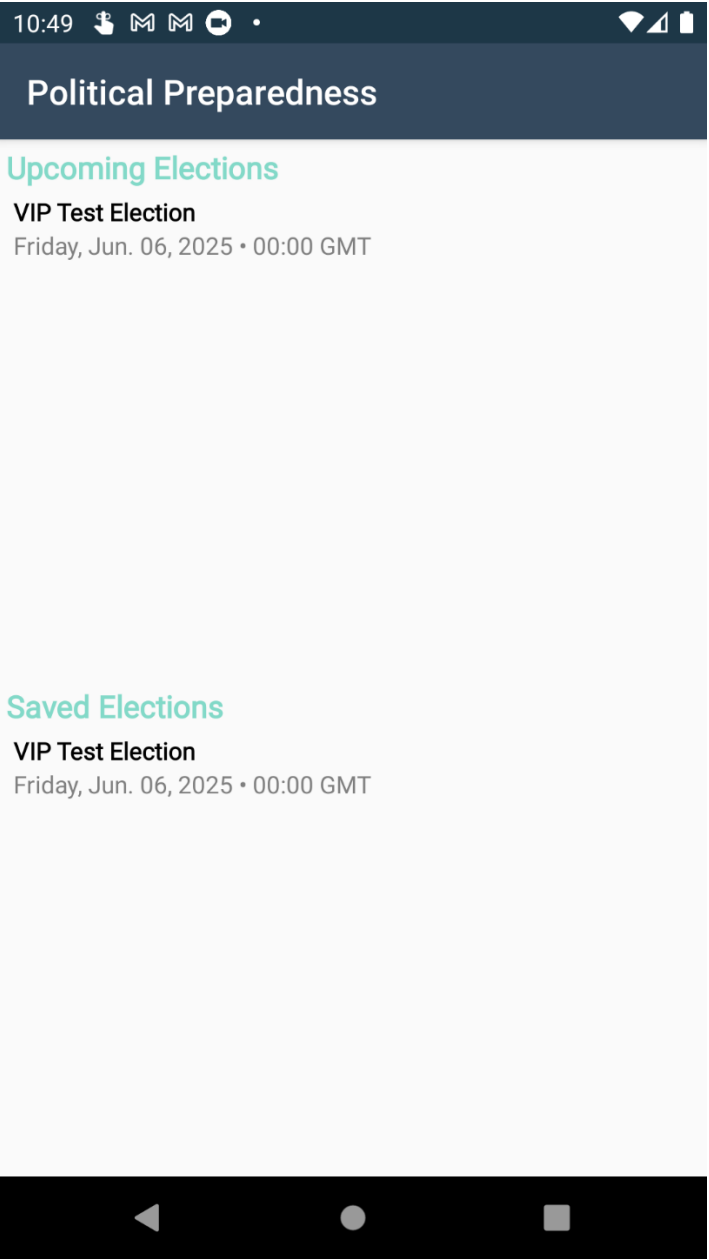 10:49
Political Preparedness
Upcoming Elections
VIP Test Election
Friday, Jun. 06, 2025 • 00:00 GMT
Saved Elections
VIP Test Election
Friday, Jun. 06, 2025 • 00:00 GMT